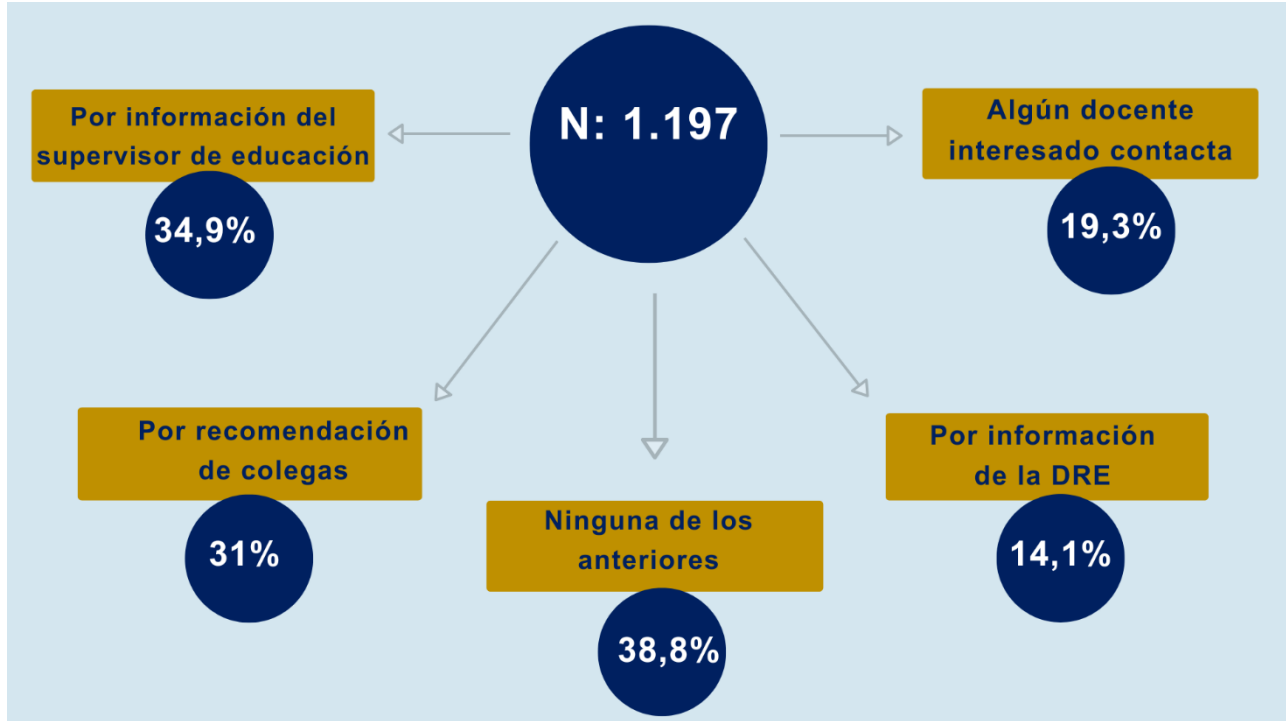 N: 1.197
Por información del
supervisor de educación
34,9%
Algún docente
interesado contacta
19,3%
Por recomendación
de colegas
31%
Ninguna de los
anteriores
38,8%
Por información
de la DRE
14,1%